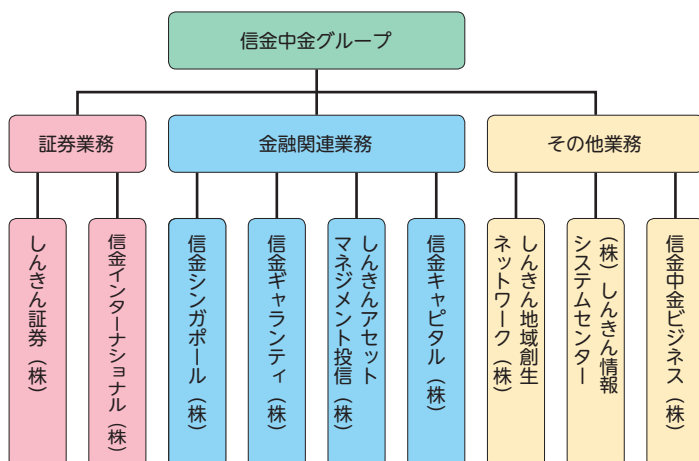 信金中金グループ
証券業務
金融関連業務
その他業務
しんきん証券（株）
信金インターナショナル（株）
信金シンガポール（株）
信金ギャランティ（株）
しんきんアセット
マネジメント投信（株）
信金キャピタル（株）
しんきん地域創生
ネットワーク（株）
（株）しんきん情報
システムセンター
信金中金ビジネス（株）